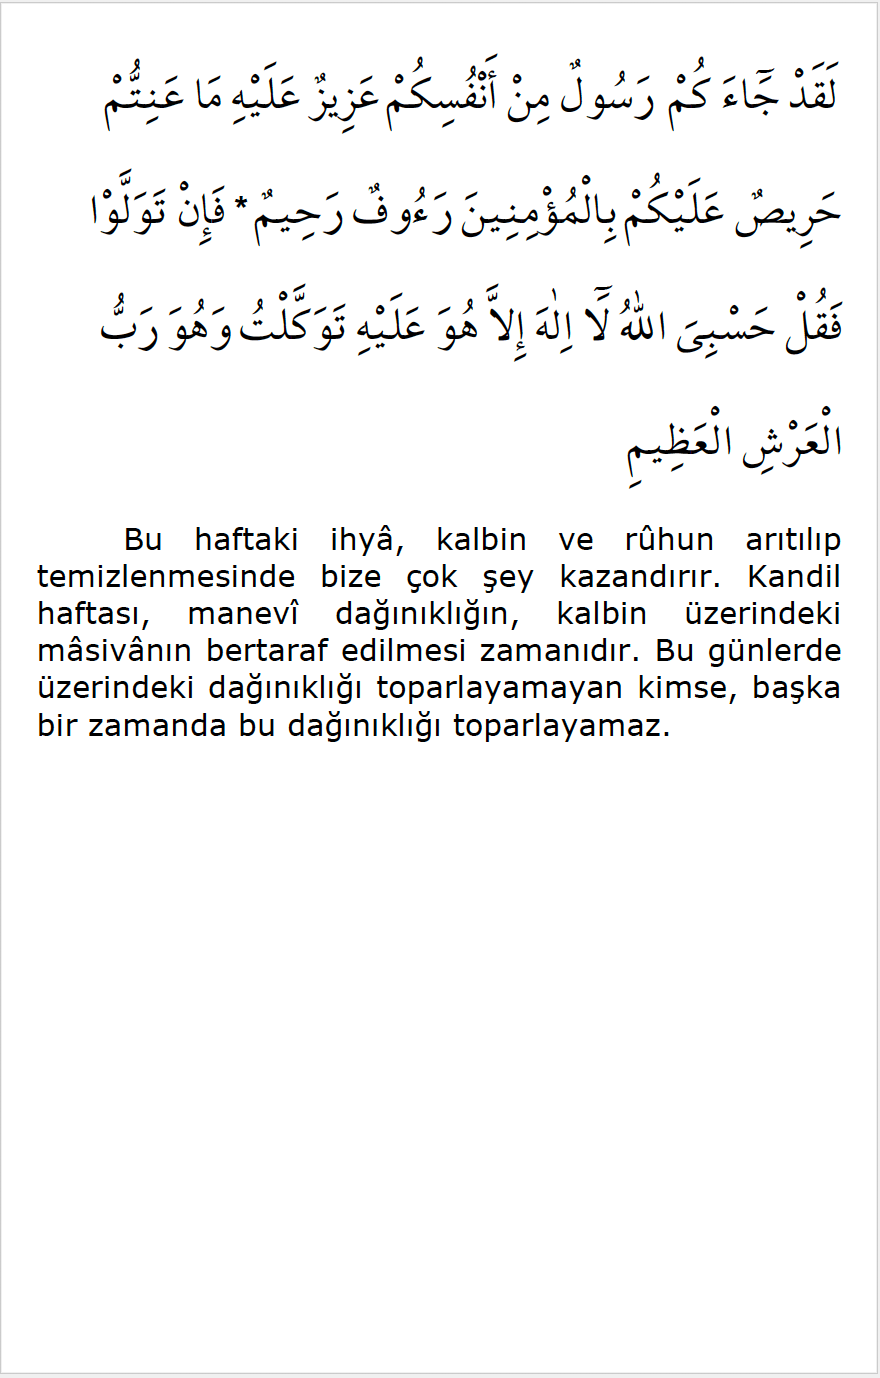 لَقَدْ جَّاءَ كُمْ رَسُولٌ مِنْ أَنْفُسِكُمْ عَزِيزٌ عَلَيْهِ مَا عَنِتُّمْ
حَرِيصٌ عَلَيْكُمْ بِالْمُؤْمِنِينَ رَءُوفٌ رَحِيمٌ * فَإِنْ تَوَلَّوْا
فَقُلْ حَسْبِىَ اللهُ لَٓا اِلٰهَ إِلاَّ هُوَ عَلَيْهِ تَوَكَّلْتُ وَهُوَ رَبُّ
الْعَرْشِ الْعَظِيمِ
Bu haftaki ihyâ, kalbin ve rûhun arıtılıp
temizlenmesinde bize çok şey kazandırır. Kandil
haftası, manevî dağınıklığın, kalbin üzerindeki
mâsivânın bertaraf edilmesi zamanıdır. Bu günlerde
üzerindeki dağınıklığı toparlayamayan kimse, başka
bir zamanda bu dağınıklığı toparlayamaz.